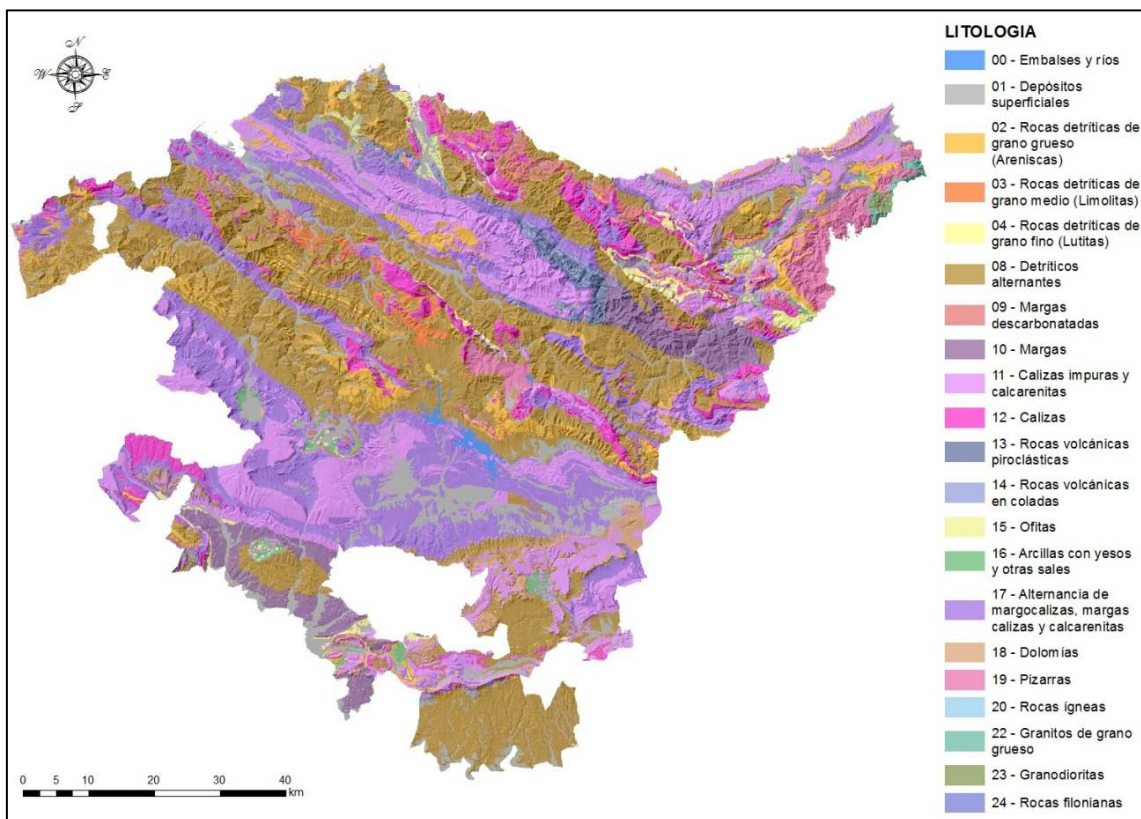 N
W
E
S
LITOLOGIA
00 - Embalses y ríos
01 - Depósitos
superficiales
02 - Rocas detríticas de
grano grueso
(Areniscas)
03 - Rocas detríticas de
grano medio (Limolitas)
04 - Rocas detríticas de
grano fino (Lutitas)
08 - Detríticos
alternantes
09 - Margas
descarbonatadas
10 - Margas
11 - Calizas impuras y
calcarenitas
12 - Calizas
13 - Rocas volcánicas
piroclásticas
14 - Rocas volcánicas
en coladas
15 - Ofitas
16 - Arcillas con yesos
y otras sales
17 - Alternancia de
margocalizas, margas
calizas y calcarenitas
18 - Dolomías
19 - Pizarras
20 - Rocas ígneas
22 - Granitos de grano
grueso
23 - Granodioritas
24 - Rocas filonianas
0 5 10 20 30 40
km